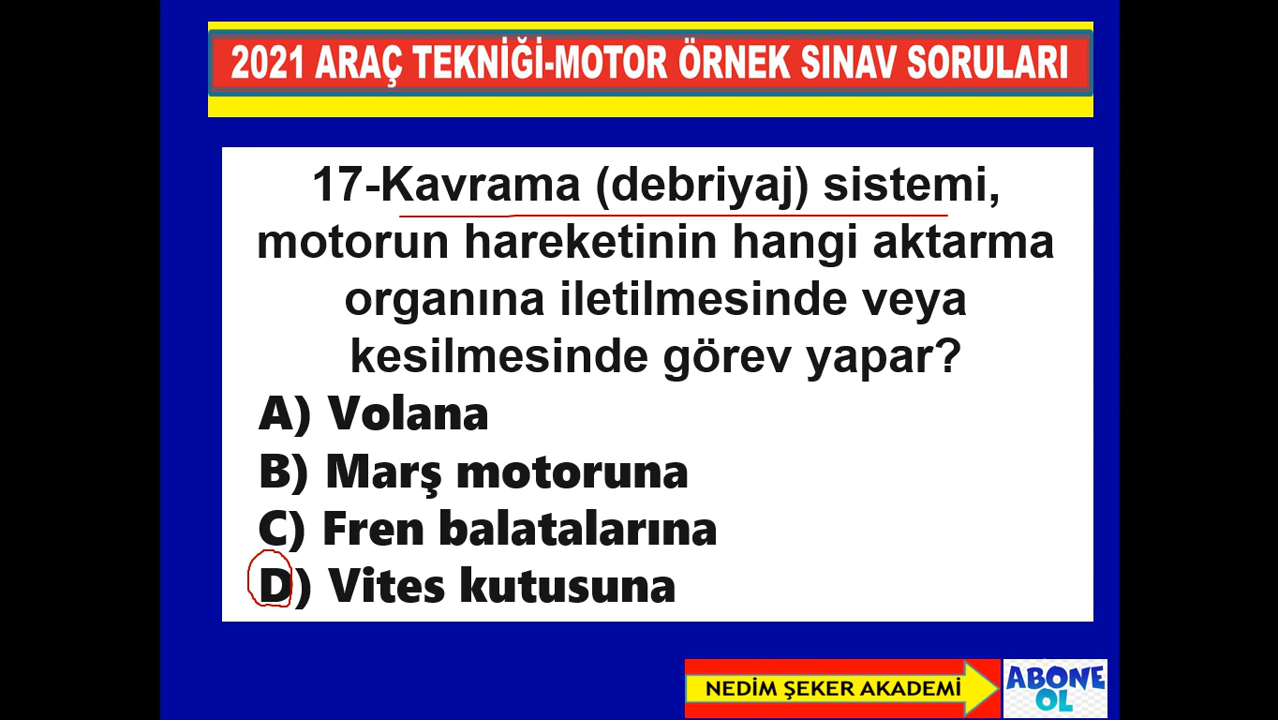 2021 ARAÇ TEKNİĞİ-MOTOR ÖRNEK SINAV SORULARI
17-Kavrama (debriyaj) sistemi,
motorun hareketinin hangi aktarma
organına iletilmesinde veya
kesilmesinde görev yapar?
A) Volana
B) Marş motoruna
C) Fren balatalarına
D) Vites kutusuna
NEDİM ŞEKER AKADEMİ
ABONE
OL